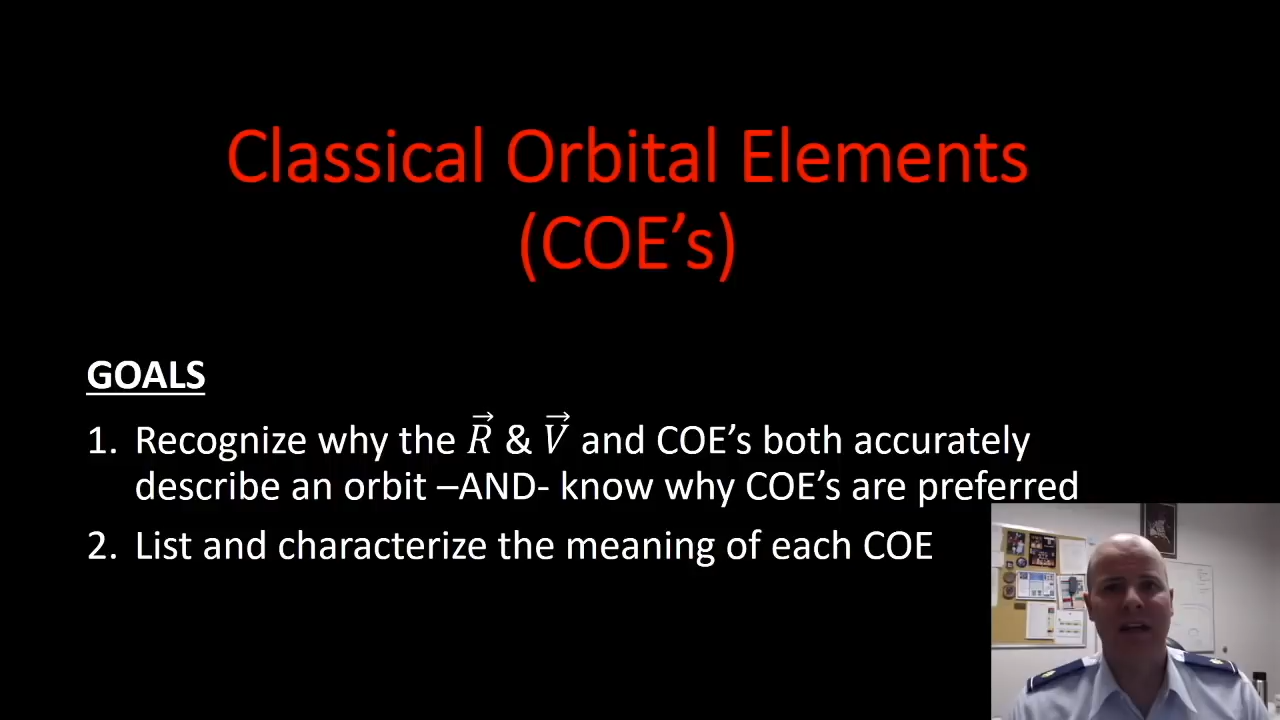 Classical Orbital Elements
(COE’s)
GOALS
1. Recognize why the R⃗ & V⃗ and COE’s both accurately
describe an orbit –AND- know why COE’s are preferred
2. List and characterize the meaning of each COE